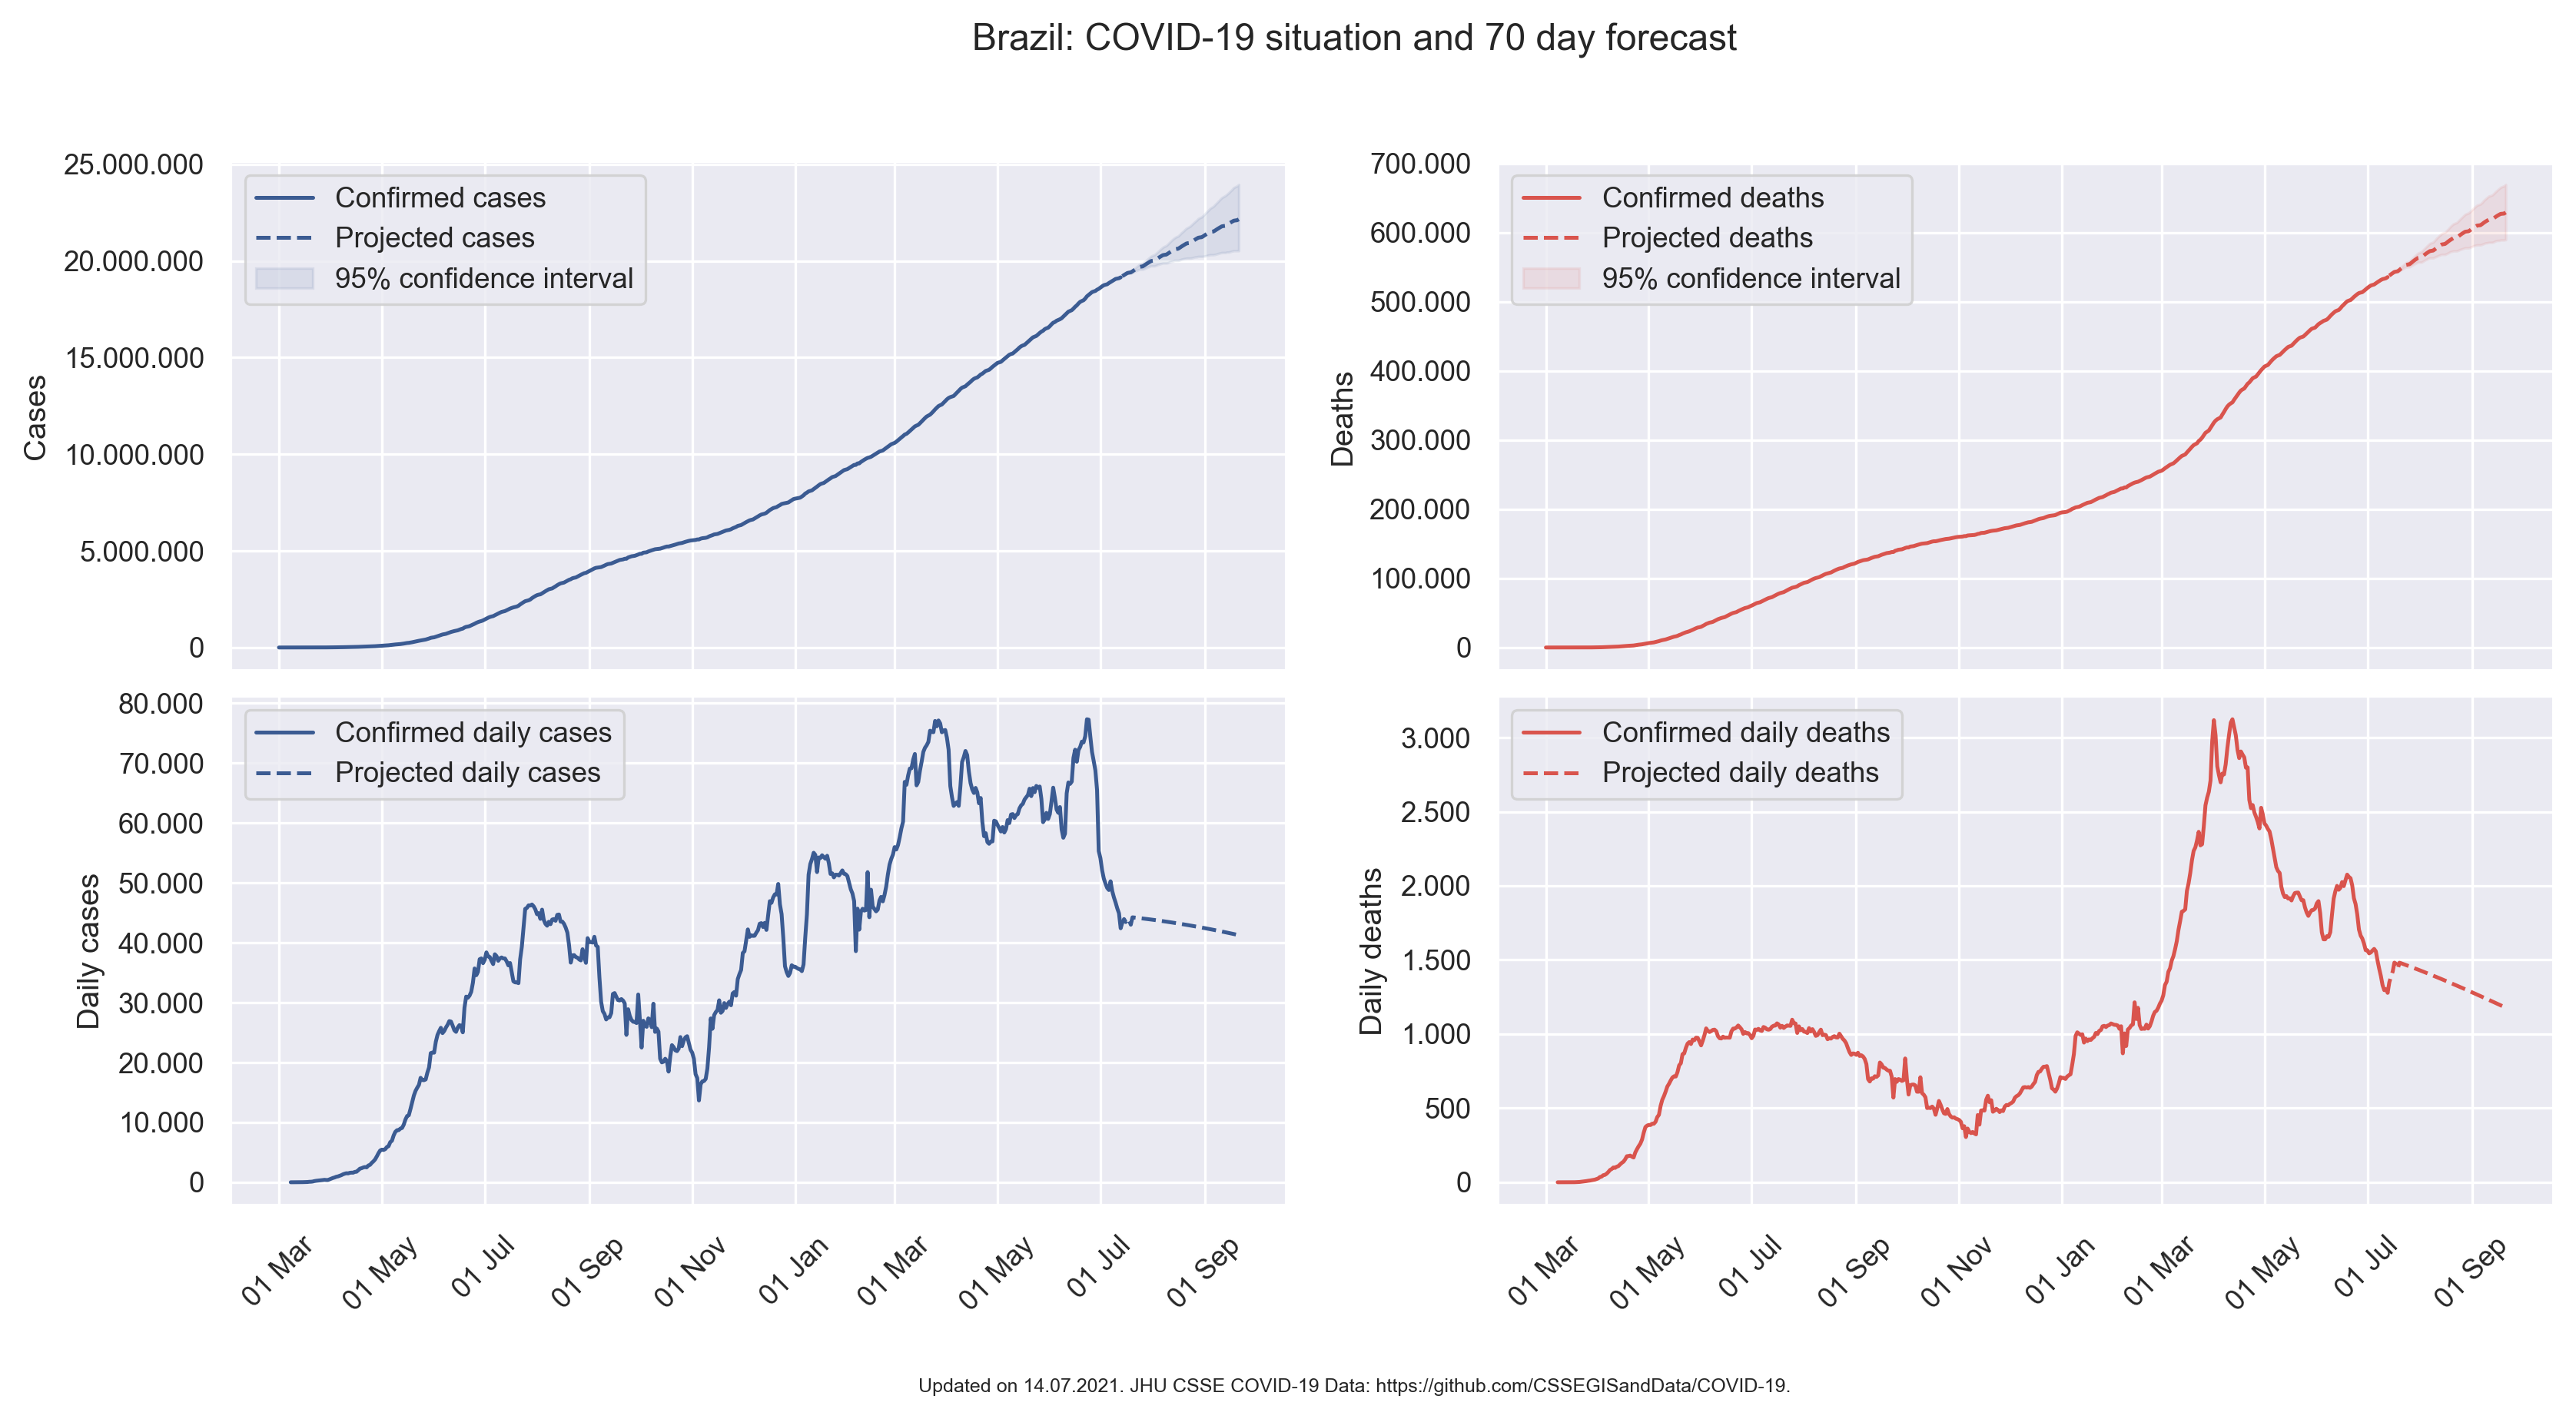 Brazil: COVID-19 situation and 70 day forecast
25.000.000
20.000.000
15.000.000
10.000.000
5.000.000
0
Cases
Confirmed cases
Projected cases
95% confidence interval
700.000
600.000
500.000
400.000
300.000
200.000
100.000
0
Deaths
Confirmed deaths
Projected deaths
95% confidence interval
80.000
70.000
60.000
50.000
40.000
30.000
20.000
10.000
0
Daily cases
Confirmed daily cases
Projected daily cases
01 Mar
01 May
01 Jul
01 Sep
01 Nov
01 Jan
01 Mar
01 May
01 Jul
01 Sep
3.000
2.500
2.000
1.500
1.000
500
0
Daily deaths
Confirmed daily deaths
Projected daily deaths
01 Mar
01 May
01 Jul
01 Sep
01 Nov
01 Jan
01 Mar
01 May
01 Jul
01 Sep
Updated on 14.07.2021. JHU CSSE COVID-19 Data: https://github.com/CSSEGISandData/COVID-19.